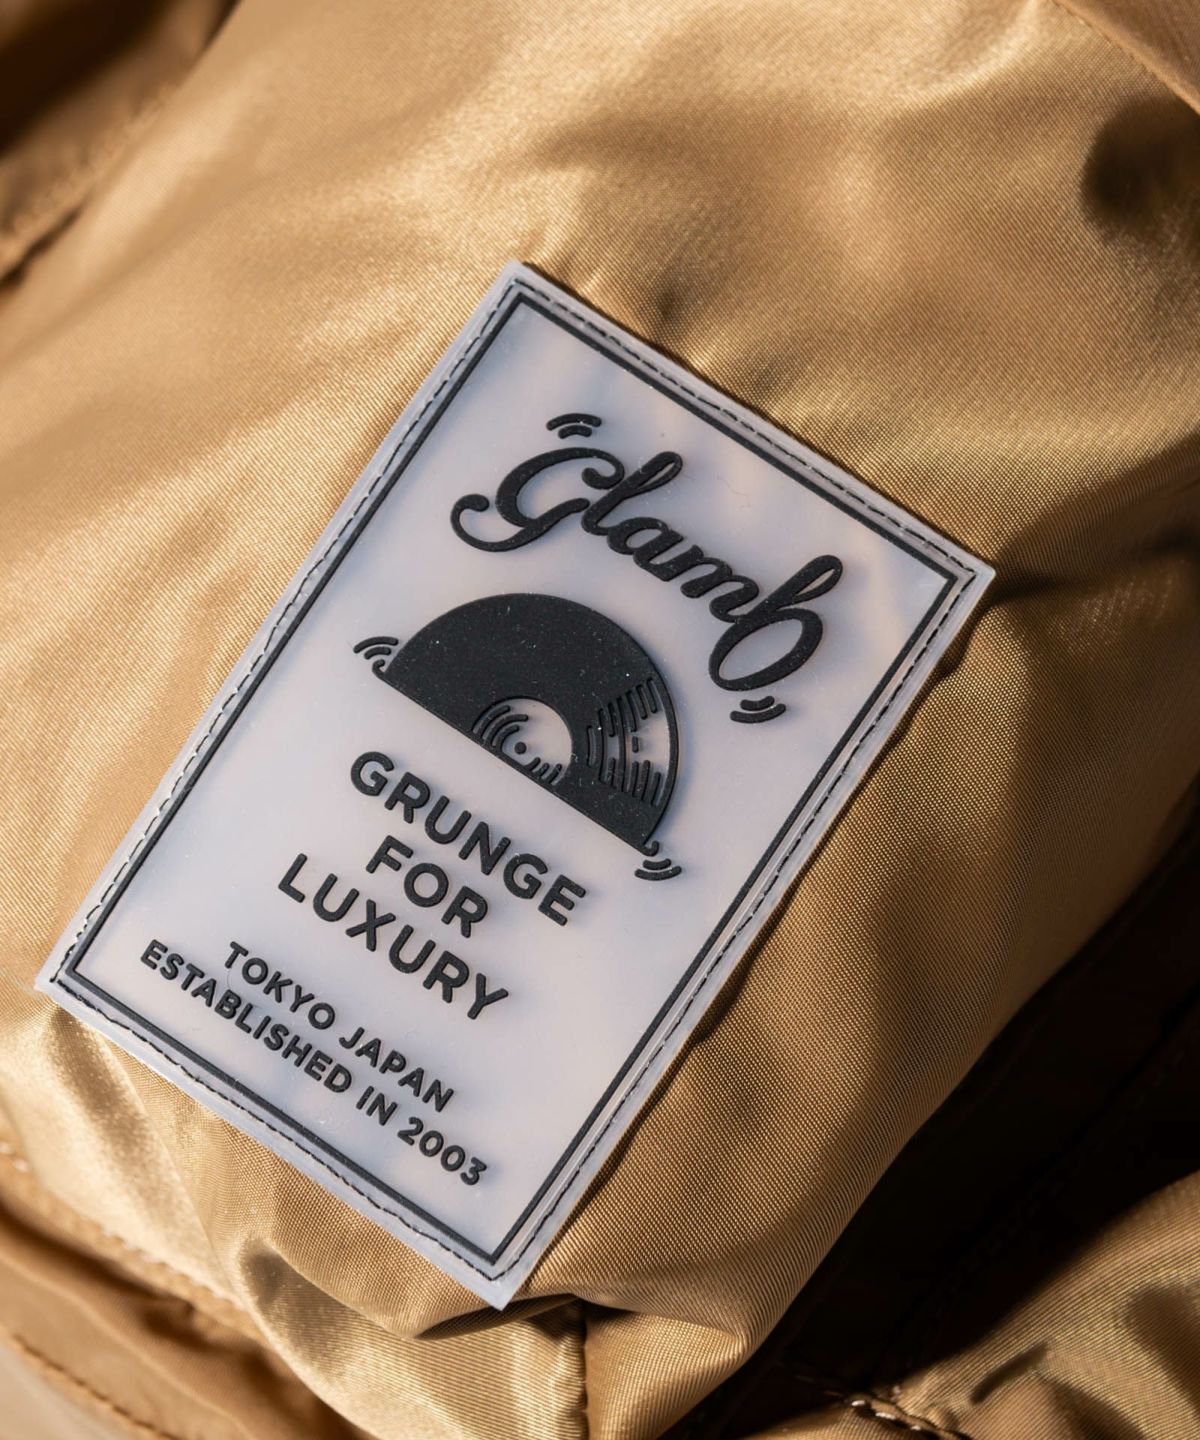 glamb
GRUNGE
FOR
LUXURY
TOKYO JAPAN
ESTABLISHED IN 2003